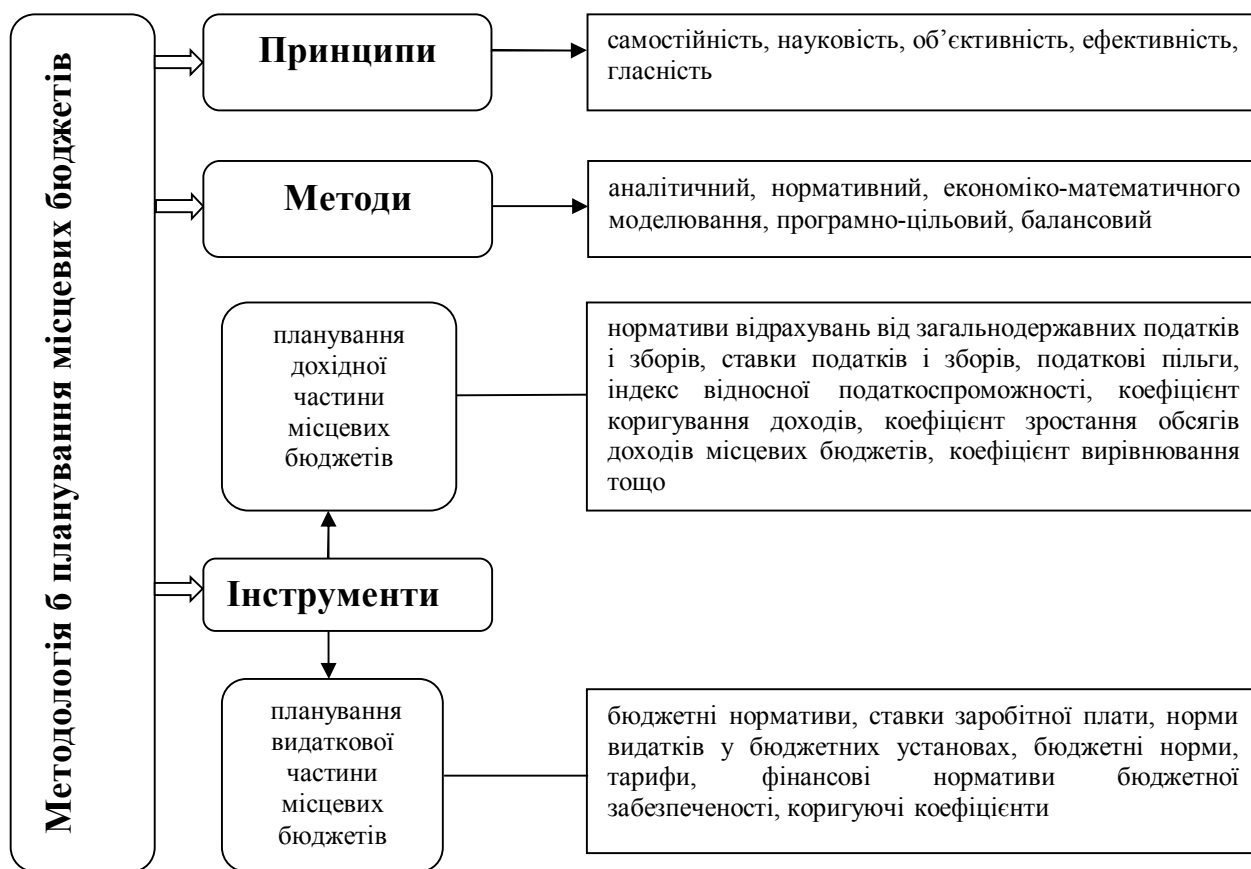 Методологія б планування місцевих бюджетів
Принципи
самостійність, науковість, об’єктивність, ефективність,
гласність
Методи
аналітичний, нормативний, економіко-математичного
моделювання, програмно-цільовий, балансовий
планування
дохідної
частини
місцевих
бюджетів
нормативи відрахувань від загальнодержавних податків
і зборів, ставки податків і зборів, податкові пільги,
індекс відносної податкоспроможності, коефіцієнт
коригування доходів, коефіцієнт зростання обсягів
доходів місцевих бюджетів, коефіцієнт вирівнювання
тощо
Інструменти
планування
видаткової
частини
місцевих
бюджетів
бюджетні нормативи, ставки заробітної плати, норми
видатків у бюджетних установах, бюджетні норми,
тарифи, фінансові нормативи бюджетної
забезпеченості, коригуючі коефіцієнти